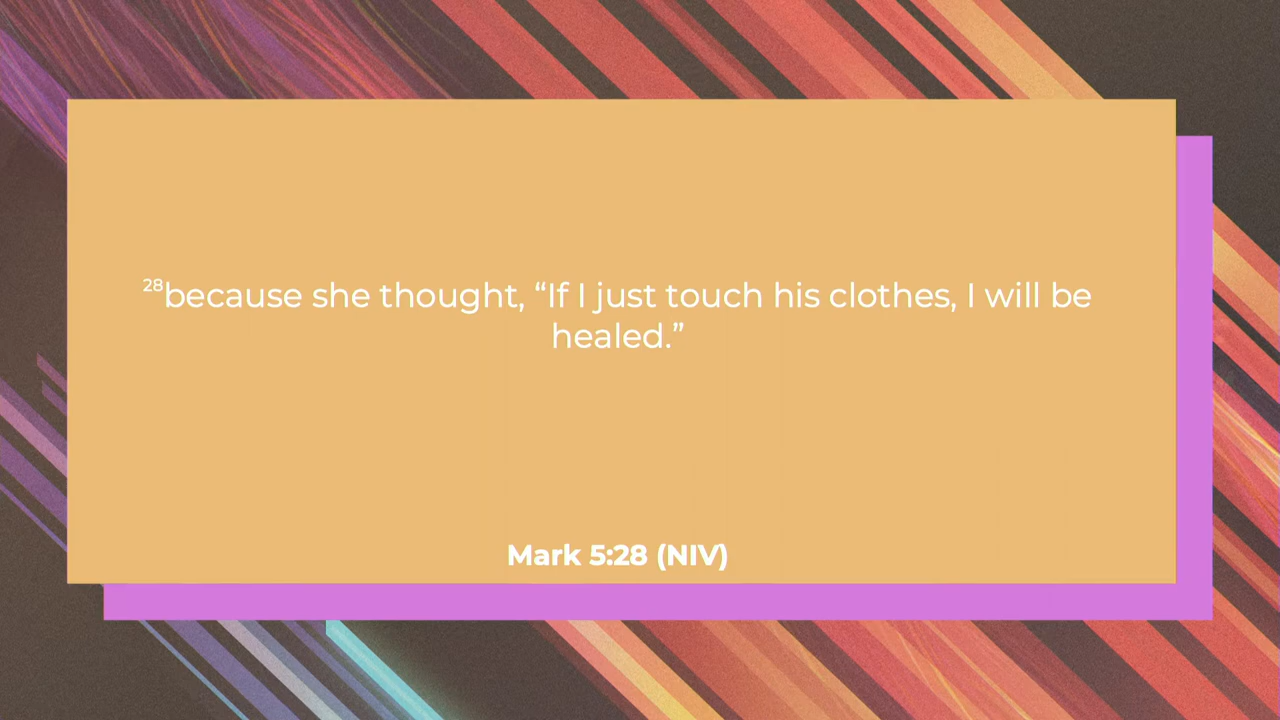 28because she thought, “If I just touch his clothes, I will be
healed.”
Mark 5:28 (NIV)